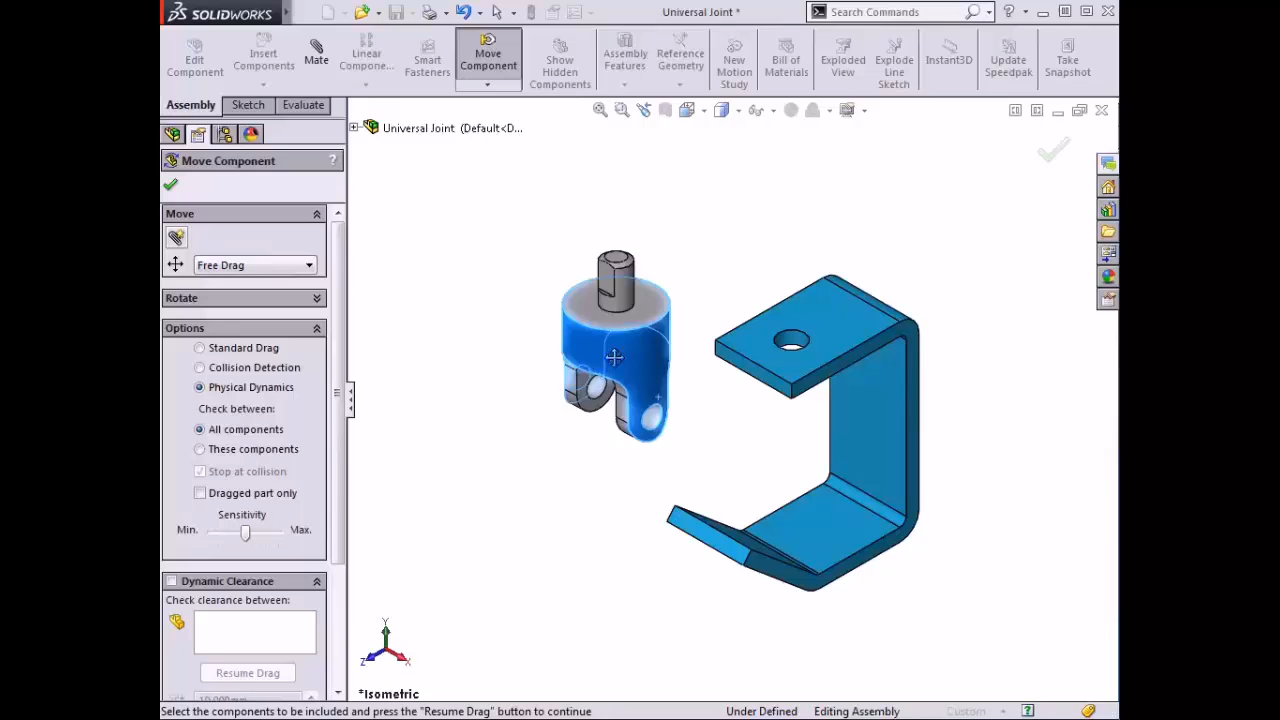 SOLIDWORKS
Universal Joint *
Search Commands
Edit Component
Insert Components
Mate
Linear Compone...
Smart Fasteners
Move Component
Show Hidden Components
Assembly Features
Reference Geometry
New Motion Study
Bill of Materials
Exploded View
Explode Line Sketch
Instant3D
Update Speedpak
Take Snapshot
Assembly
Sketch
Evaluate
Universal Joint (Default<D...
Move Component
?
Move
Free Drag
Rotate
Options
Standard Drag
Collision Detection
Physical Dynamics
Check between:
All components
These components
Stop at collision
Dragged part only
Sensitivity
Min.
Max.
Dynamic Clearance
Check clearance between:
Resume Drag
Y
Z
X
*Isometric
Select the components to be included and press the "Resume Drag" button to continue
Under Defined
Editing Assembly
Custom
?